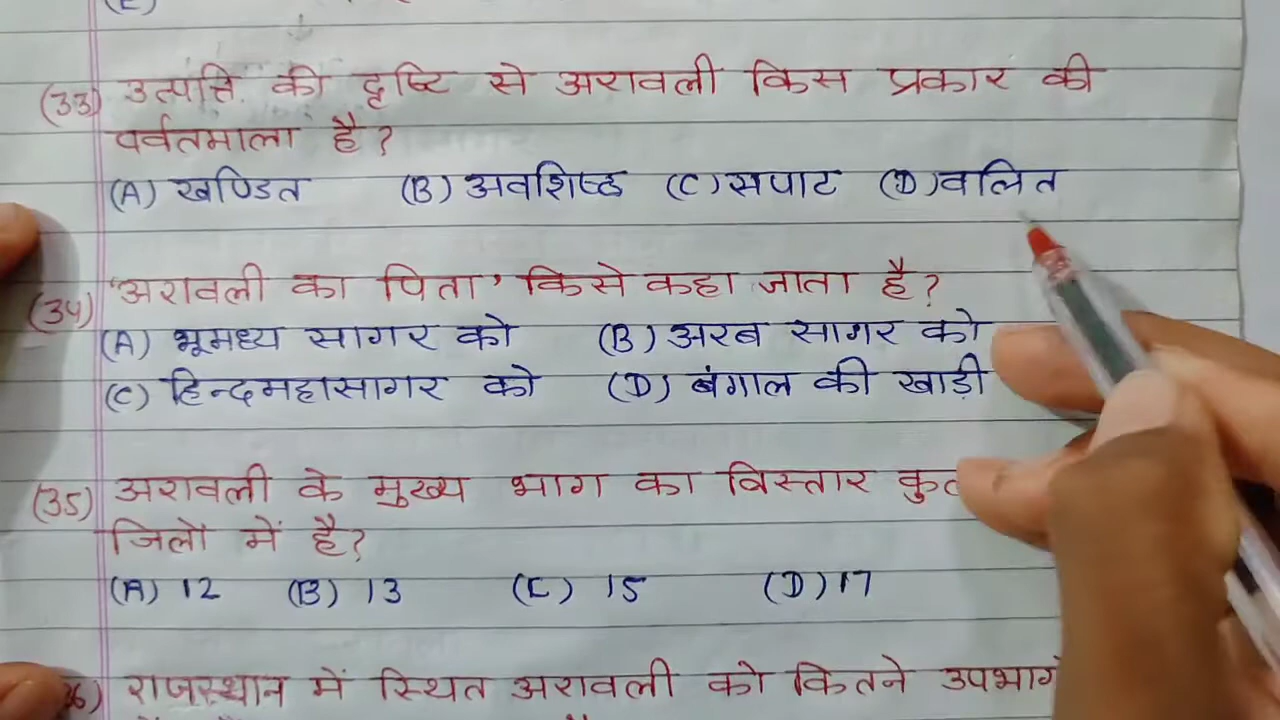 (E)
(33) उत्पत्ति की दृष्टि से अरावली किस प्रकार की
पर्वतमाला है?
(A) खण्डित (B) अवशिष्ट (C) सपाट (D) वलित
(34) 'अरावली का पिता' किसे कहा जाता है?
(A) भूमध्य सागर को (B) अरब सागर को
(C) हिन्दमहासागर को (D) बंगाल की खाड़ी
(35) अरावली के मुख्य भाग का विस्तार
जिलों में है?
(A) 12 (B) 13 (C) 15 (D) 17
36) राजस्थान में स्थित अरावली को कितने